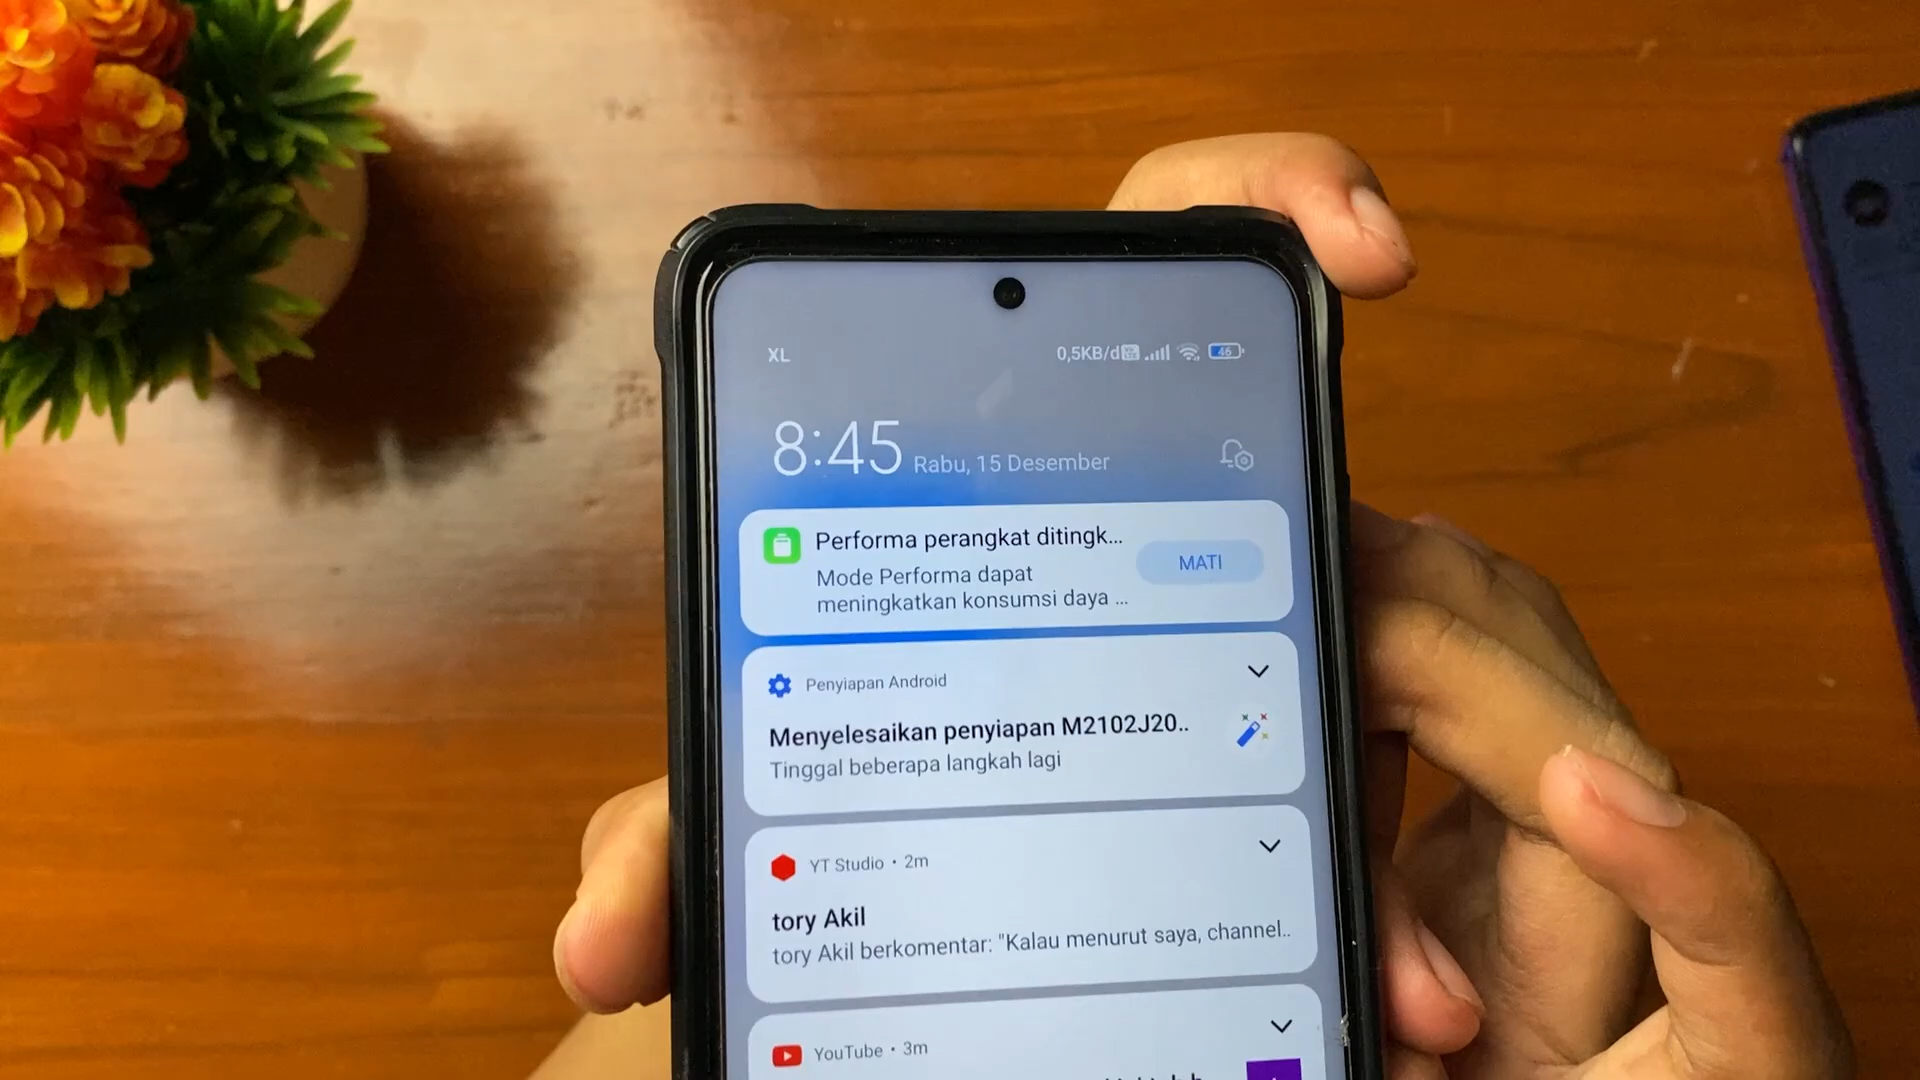 XL 0,5KB/d 46
8:45 Rabu, 15 Desember
Performa perangkat ditingk...
Mode Performa dapat
meningkatkan konsumsi daya ...
MATI
Penyiapan Android
Menyelesaikan penyiapan M2102J20..
Tinggal beberapa langkah lagi
YT Studio • 2m
tory Akil
tory Akil berkomentar: "Kalau menurut saya, channel..
YouTube • 3m